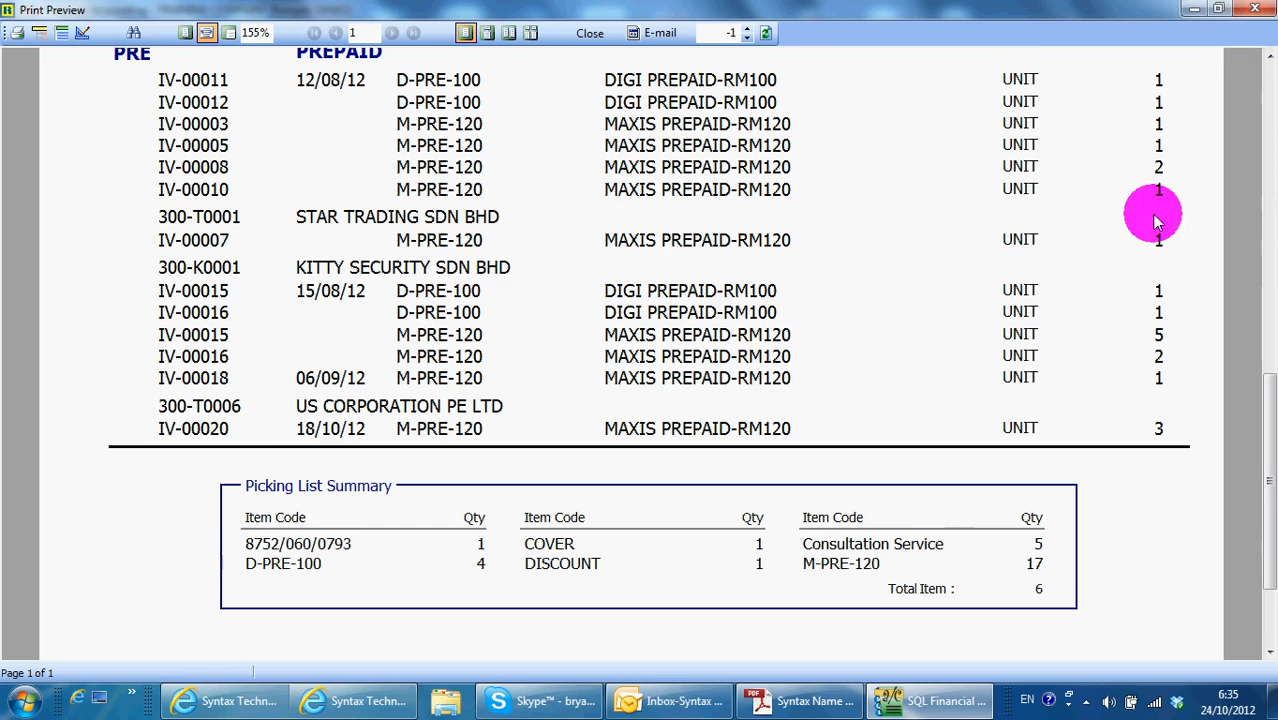 Print Preview
155%
1
Close
E-mail
-1
PRE PREPAID
IV-00011 12/08/12 D-PRE-100 DIGI PREPAID-RM100 UNIT 1
IV-00012 D-PRE-100 DIGI PREPAID-RM100 UNIT 1
IV-00003 M-PRE-120 MAXIS PREPAID-RM120 UNIT 1
IV-00005 M-PRE-120 MAXIS PREPAID-RM120 UNIT 1
IV-00008 M-PRE-120 MAXIS PREPAID-RM120 UNIT 2
IV-00010 M-PRE-120 MAXIS PREPAID-RM120 UNIT 1
300-T0001 STAR TRADING SDN BHD
IV-00007 M-PRE-120 MAXIS PREPAID-RM120 UNIT 1
300-K0001 KITTY SECURITY SDN BHD
IV-00015 15/08/12 D-PRE-100 DIGI PREPAID-RM100 UNIT 1
IV-00016 D-PRE-100 DIGI PREPAID-RM100 UNIT 1
IV-00015 M-PRE-120 MAXIS PREPAID-RM120 UNIT 5
IV-00016 M-PRE-120 MAXIS PREPAID-RM120 UNIT 2
IV-00018 06/09/12 M-PRE-120 MAXIS PREPAID-RM120 UNIT 1
300-T0006 US CORPORATION PE LTD
IV-00020 18/10/12 M-PRE-120 MAXIS PREPAID-RM120 UNIT 3
Picking List Summary
Item Code Qty Item Code Qty Item Code Qty
8752/060/0793 1 COVER 1 Consultation Service 5
D-PRE-100 4 DISCOUNT 1 M-PRE-120 17
Total Item : 6
Page 1 of 1
Syntax Techn...
Syntax Techn...
Skype™ - brya...
Inbox-Syntax ...
Syntax Name ...
SQL Financial ...
EN
6:35
24/10/2012